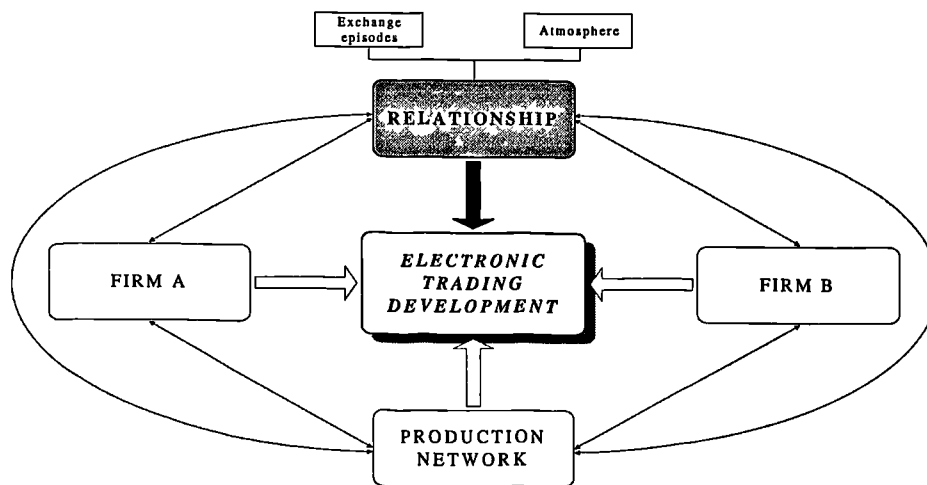 Exchange
episodes
Atmosphere
RELATIONSHIP
FIRM A
ELECTRONIC
TRADING
DEVELOPMENT
FIRM B
PRODUCTION
NETWORK